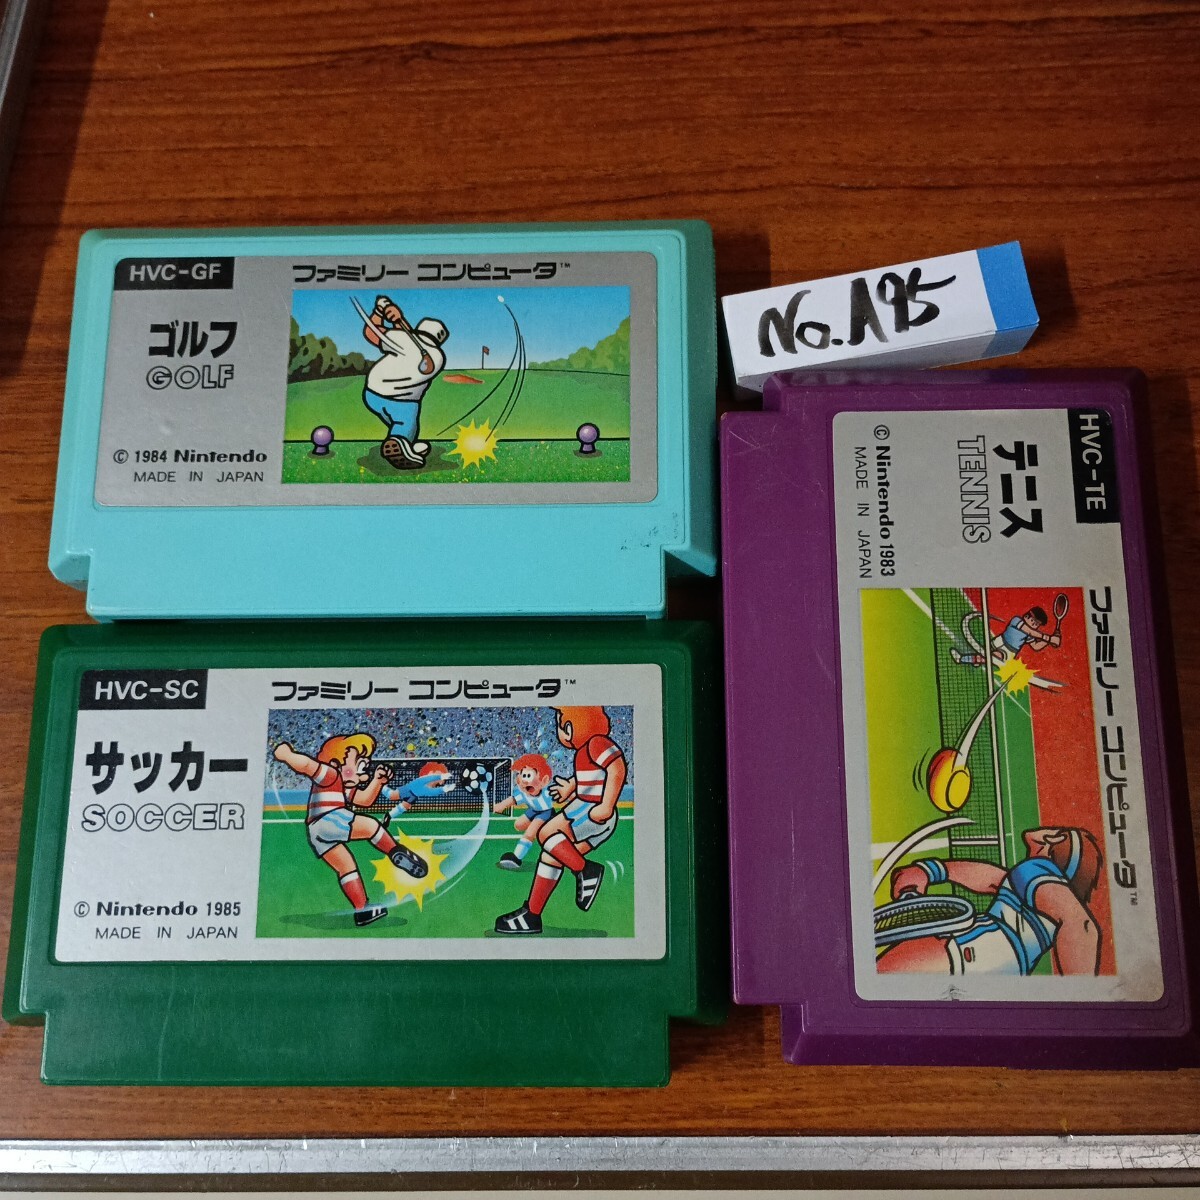 HVC-GF
ファミリー コンピュータ™
ゴルフ
GOLF
© 1984 Nintendo
MADE IN JAPAN
No.A95
HVC-TE
テニス
TENNIS
© Nintendo 1983
MADE IN JAPAN
ファミリー コンピュータ™
HVC-SC
ファミリー コンピュータ™
サッカー
SOCCER
© Nintendo 1985
MADE IN JAPAN